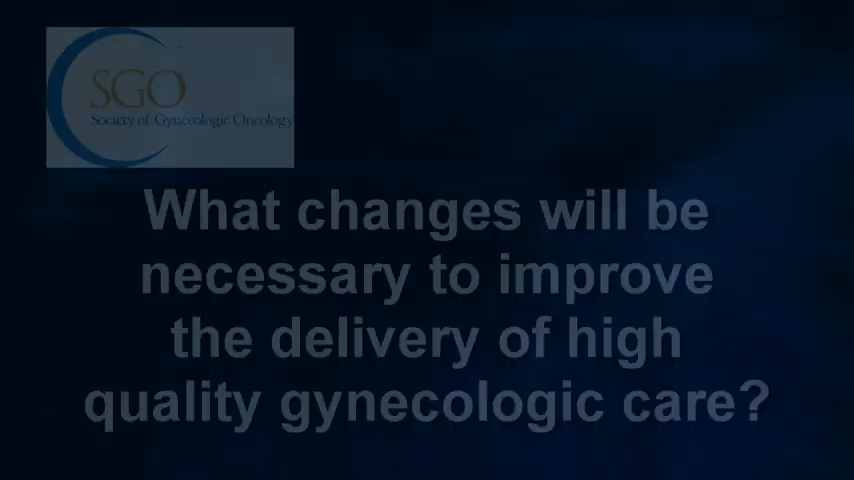 SGO
Society of Gynecologic Oncology
What changes will be
necessary to improve
the delivery of high
quality gynecologic care?